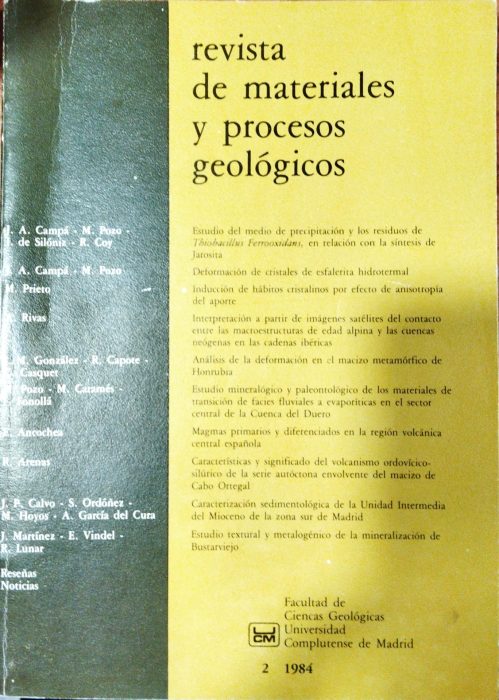 revista
de materiales
y procesos
geológicos
J. A. Campá - M. Pozo -
J. de Silóniz - R. Coy
Estudio del medio de precipitación y los residuos de
Thiobacillus Ferrooxidans, en relación con la síntesis de
Jarosita
A. Campá - M. Pozo
Deformación de cristales de esfalerita hidrotermal
M. Prieto
Inducción de hábitos cristalinos por efecto de anisotropía
del aporte
Rivas
Interpretación a partir de imágenes satélites del contacto
entre las macroestructuras de edad alpina y las cuencas
neógenas en las cadenas ibéricas
M. González - R. Capote -
Casquet
Análisis de la deformación en el macizo metamórfico de
Honrubia
Pozo - M. Caramés -
Fonollá
Estudio mineralógico y paleontológico de los materiales de
transición de facies fluviales a evaporíticas en el sector
central de la Cuenca del Duero
Ancochea
Magmas primarios y diferenciados en la región volcánica
central española
R. Arenas
Características y significado del volcanismo ordovícico-
silúrico de la serie autóctona envolvente del macizo de
Cabo Ortegal
J. P. Calvo - S. Ordóñez -
M. Hoyos - A. García del Cura
Caracterización sedimentológica de la Unidad Intermedia
del Mioceno de la zona sur de Madrid
J. Martínez - E. Vindel -
R. Lunar
Estudio textural y metalogénico de la mineralización de
Bustarviejo
Reseñas
Noticias
Facultad de
Ciencias Geológicas
Universidad
Complutense de Madrid
UCM
2 1984